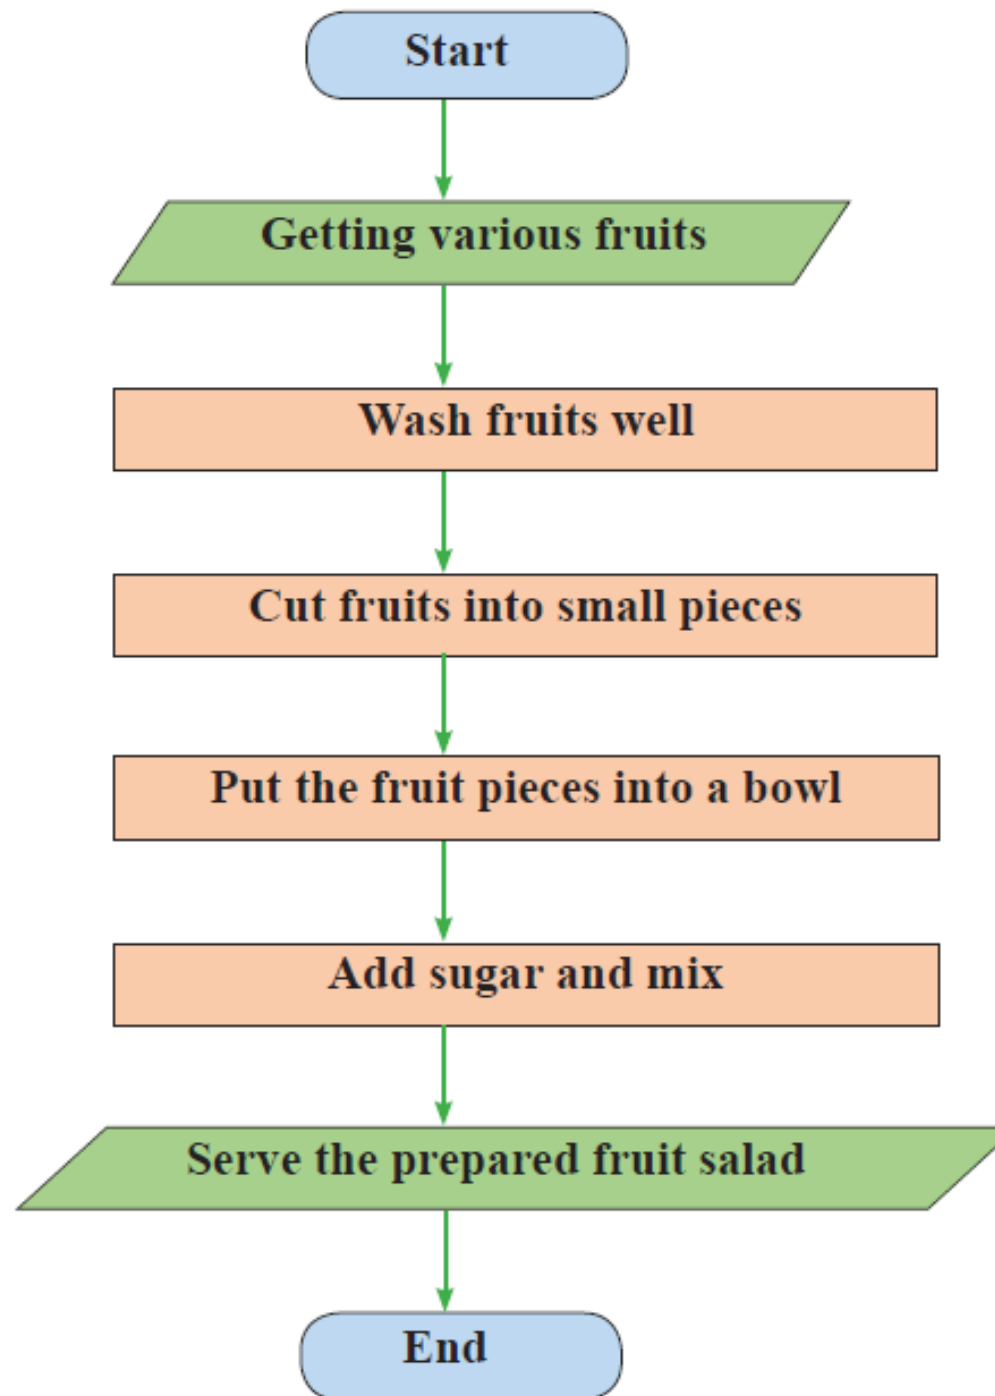 Start
Getting various fruits
Wash fruits well
Cut fruits into small pieces
Put the fruit pieces into a bowl
Add sugar and mix
Serve the prepared fruit salad
End